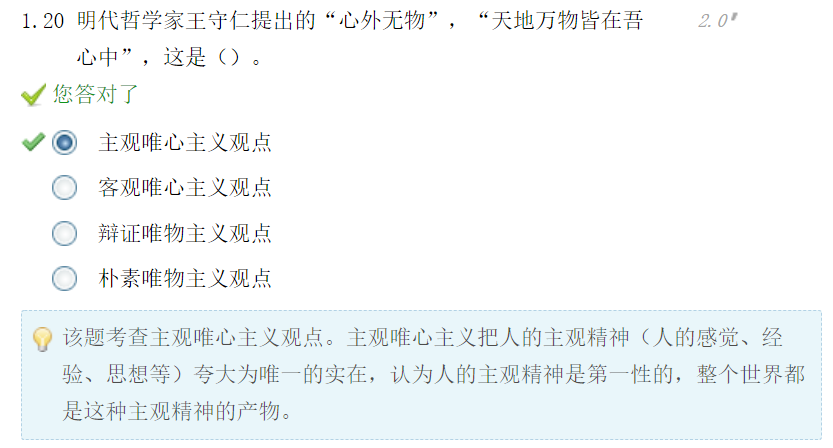 1.20 明代哲学家王守仁提出的“心外无物”，“天地万物皆在吾 2.0'
心中”，这是（）。
您答对了
主观唯心主义观点
客观唯心主义观点
辩证唯物主义观点
朴素唯物主义观点
该题考查主观唯心主义观点。主观唯心主义把人的主观精神（人的感觉、经
验、思想等）夸大为唯一的实在，认为人的主观精神是第一性的，整个世界都
是这种主观精神的产物。